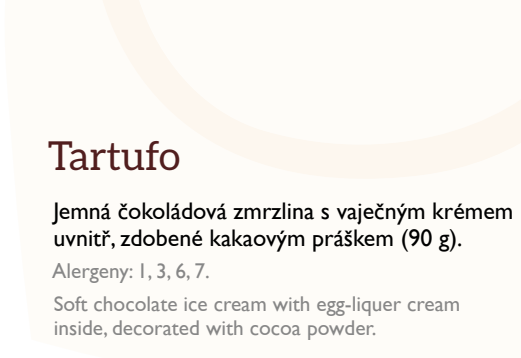 Tartufo
Jemná čokoládová zmrzlina s vaječným krémem
uvnitř, zdobené kakaovým práškem (90 g).
Alergeny: 1, 3, 6, 7.
Soft chocolate ice cream with egg-liquer cream
inside, decorated with cocoa powder.